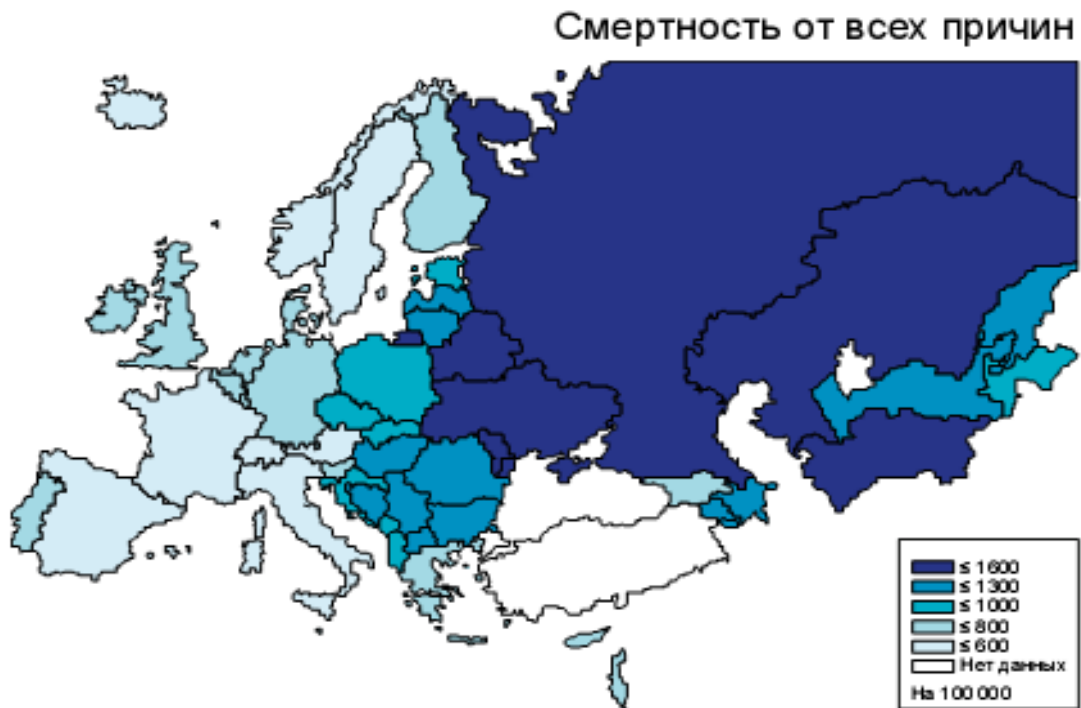 Смертность от всех причин
≤ 1600
≤ 1300
≤ 1000
≤ 800
≤ 600
Нет данных
На 100 000